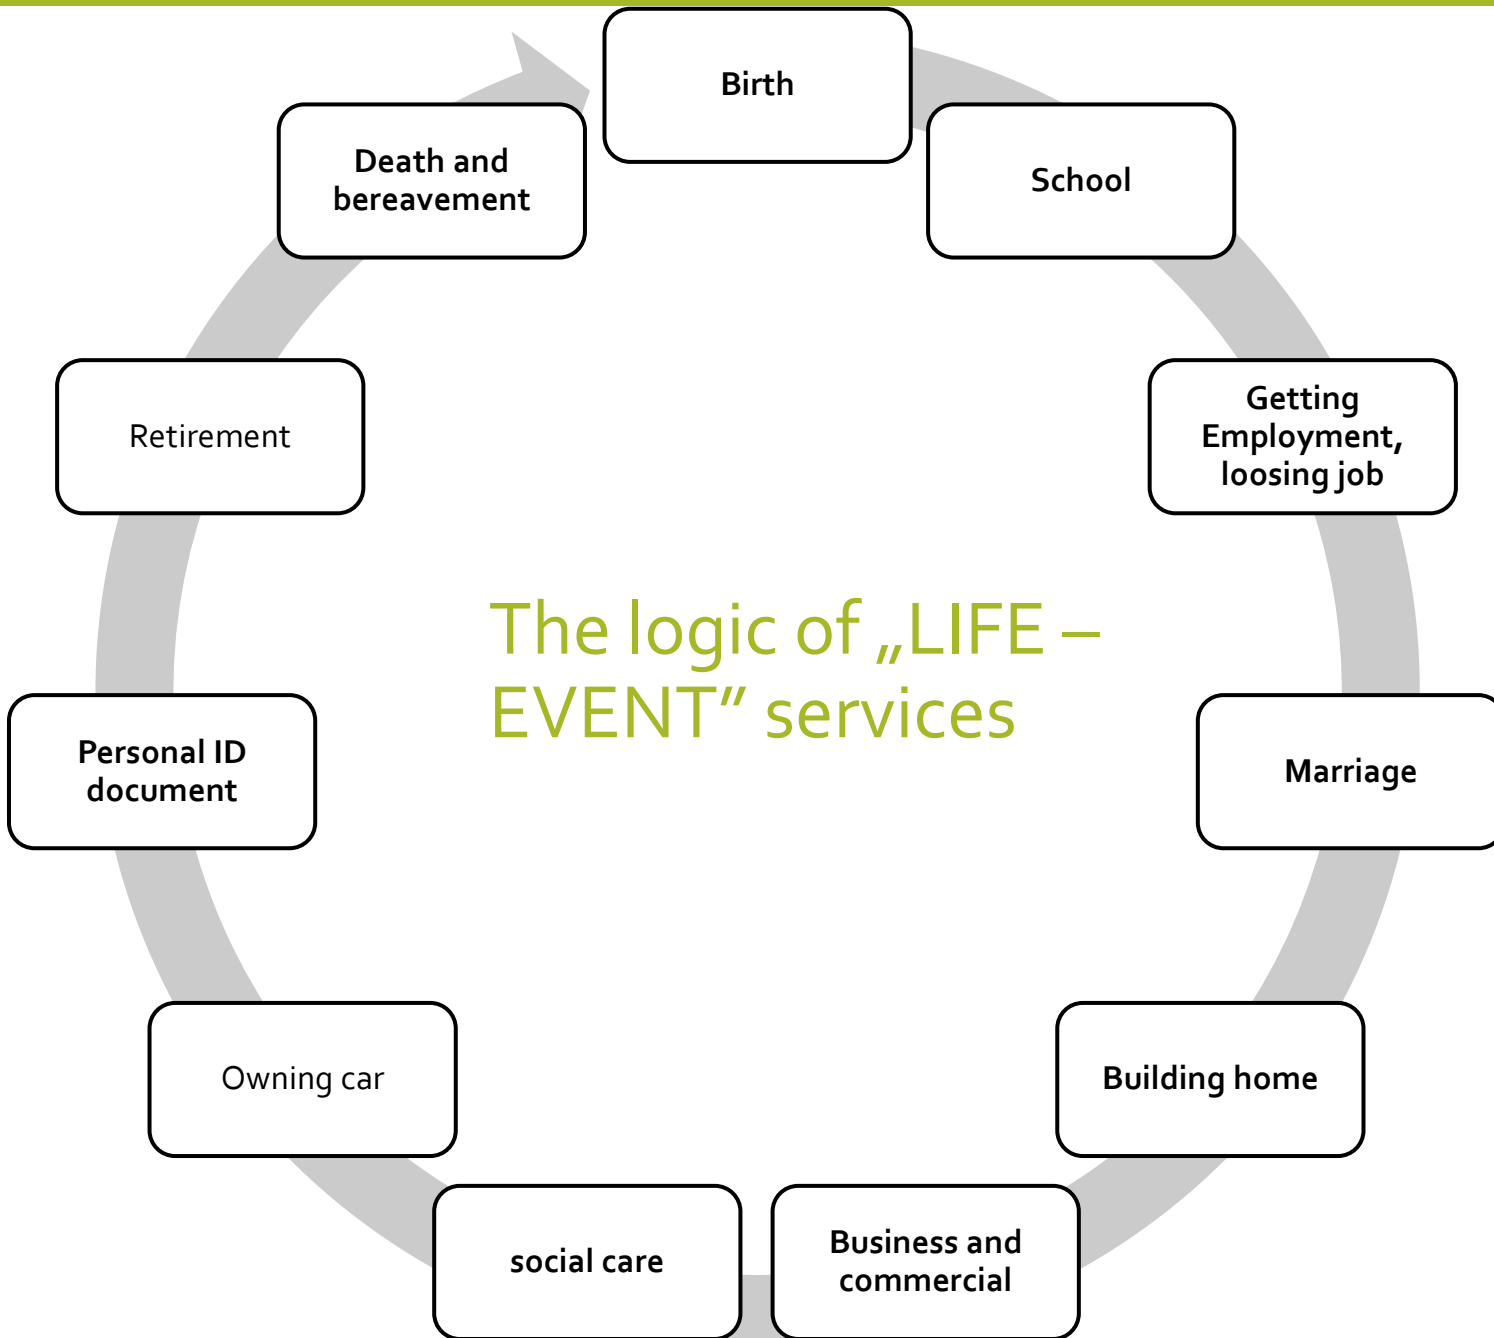 Birth
School
Getting
Employment,
loosing job
Marriage
Building home
Business and
commercial
social care
Owning car
Personal ID
document
Retirement
Death and
bereavement
The logic of „LIFE –
EVENT” services